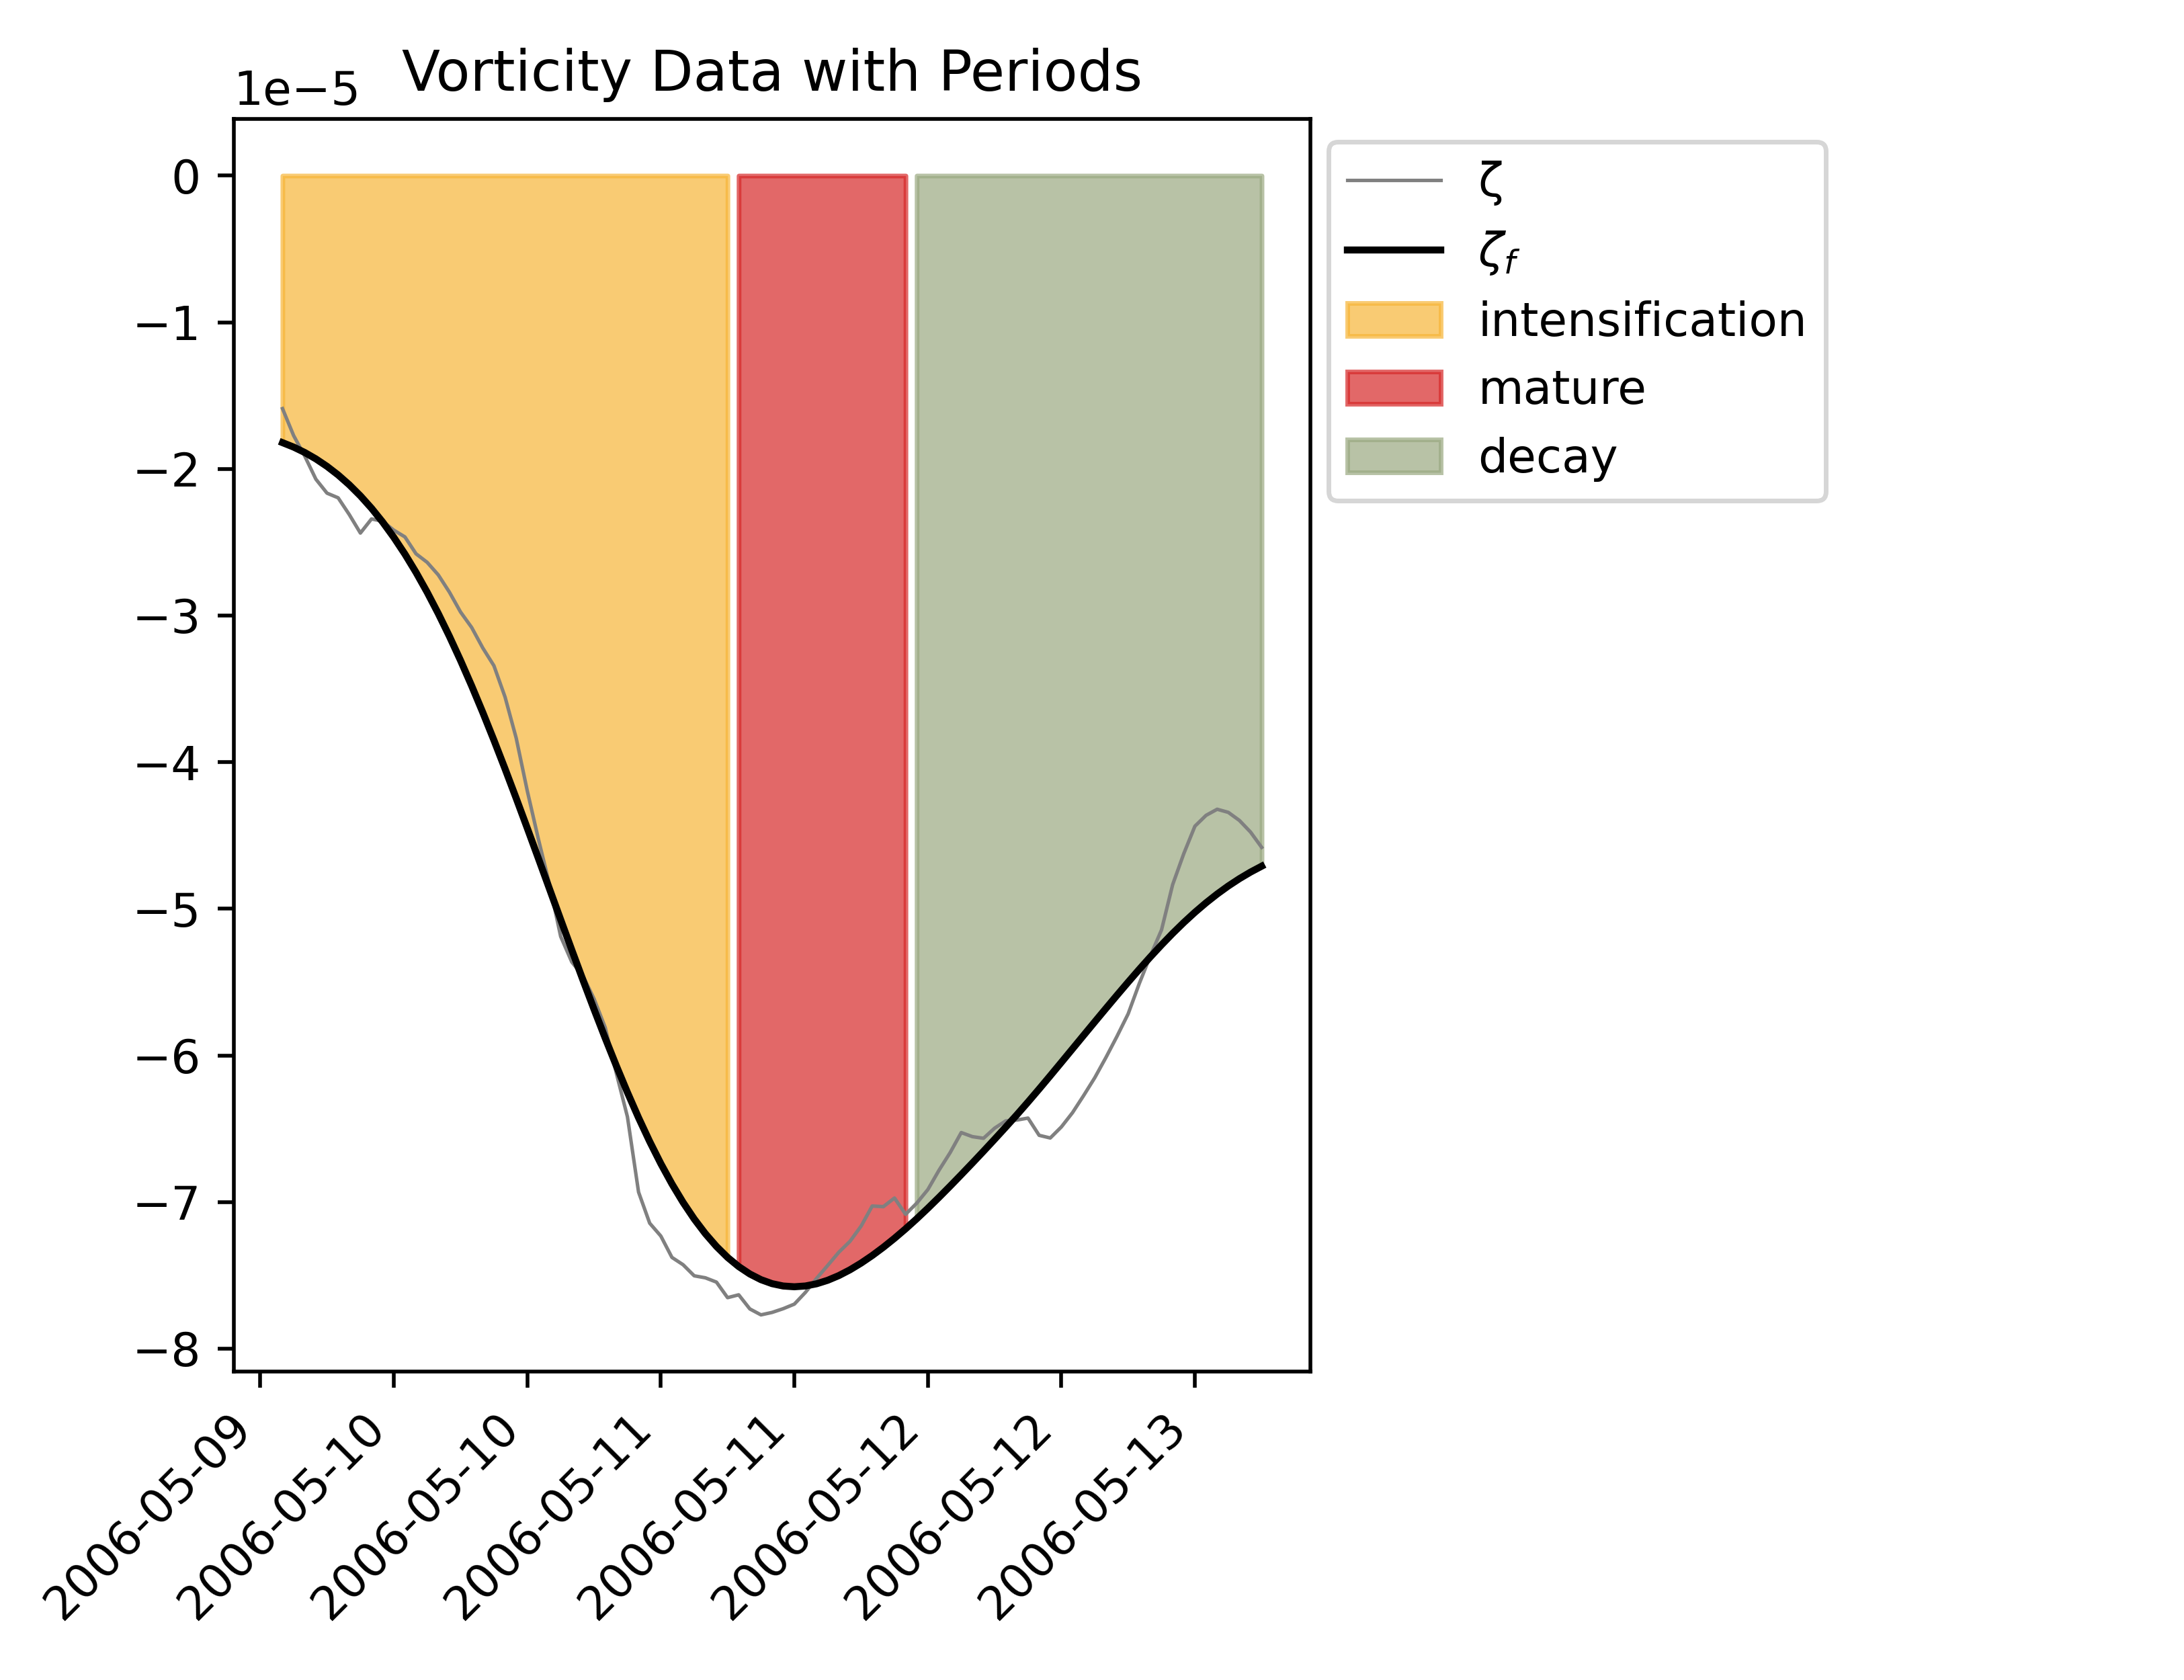 Vorticity Data with Periods
1e−5
0
−1
−2
−3
−4
−5
−6
−7
−8
2006-05-09
2006-05-10
2006-05-10
2006-05-11
2006-05-11
2006-05-12
2006-05-12
2006-05-13
ζ
ζf
intensification
mature
decay